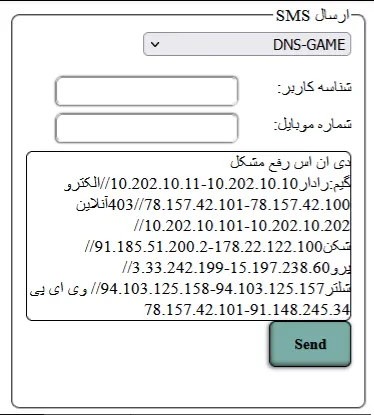 ارسال SMS
DNS-GAME
شناسه کاربر:
شماره موبایل:
دی ان اس رفع مشکل
گیم:رادار10.202.10.10-10.202.10.11//الکترو
78.157.42.100-78.157.42.101//403آنلاین
10.202.10.202-10.202.10.101//
شکن178.22.122.100-91.185.51.200.2//
پرو15.197.238.60-3.33.242.199//
شلتر94.103.125.157-94.103.125.158// وی ای پی
91.148.245.34-78.157.42.101
Send